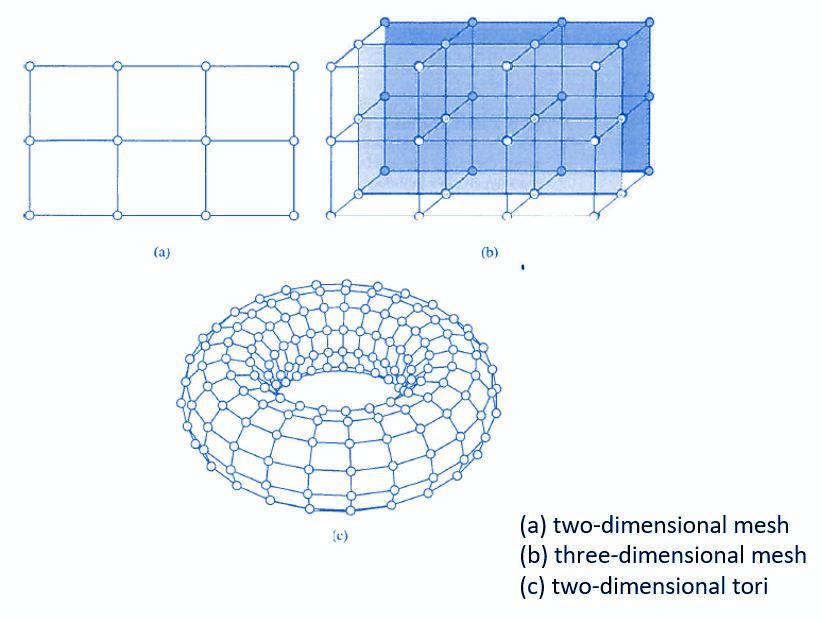 (a)
(b)
(c)
(a) two-dimensional mesh
(b) three-dimensional mesh
(c) two-dimensional tori